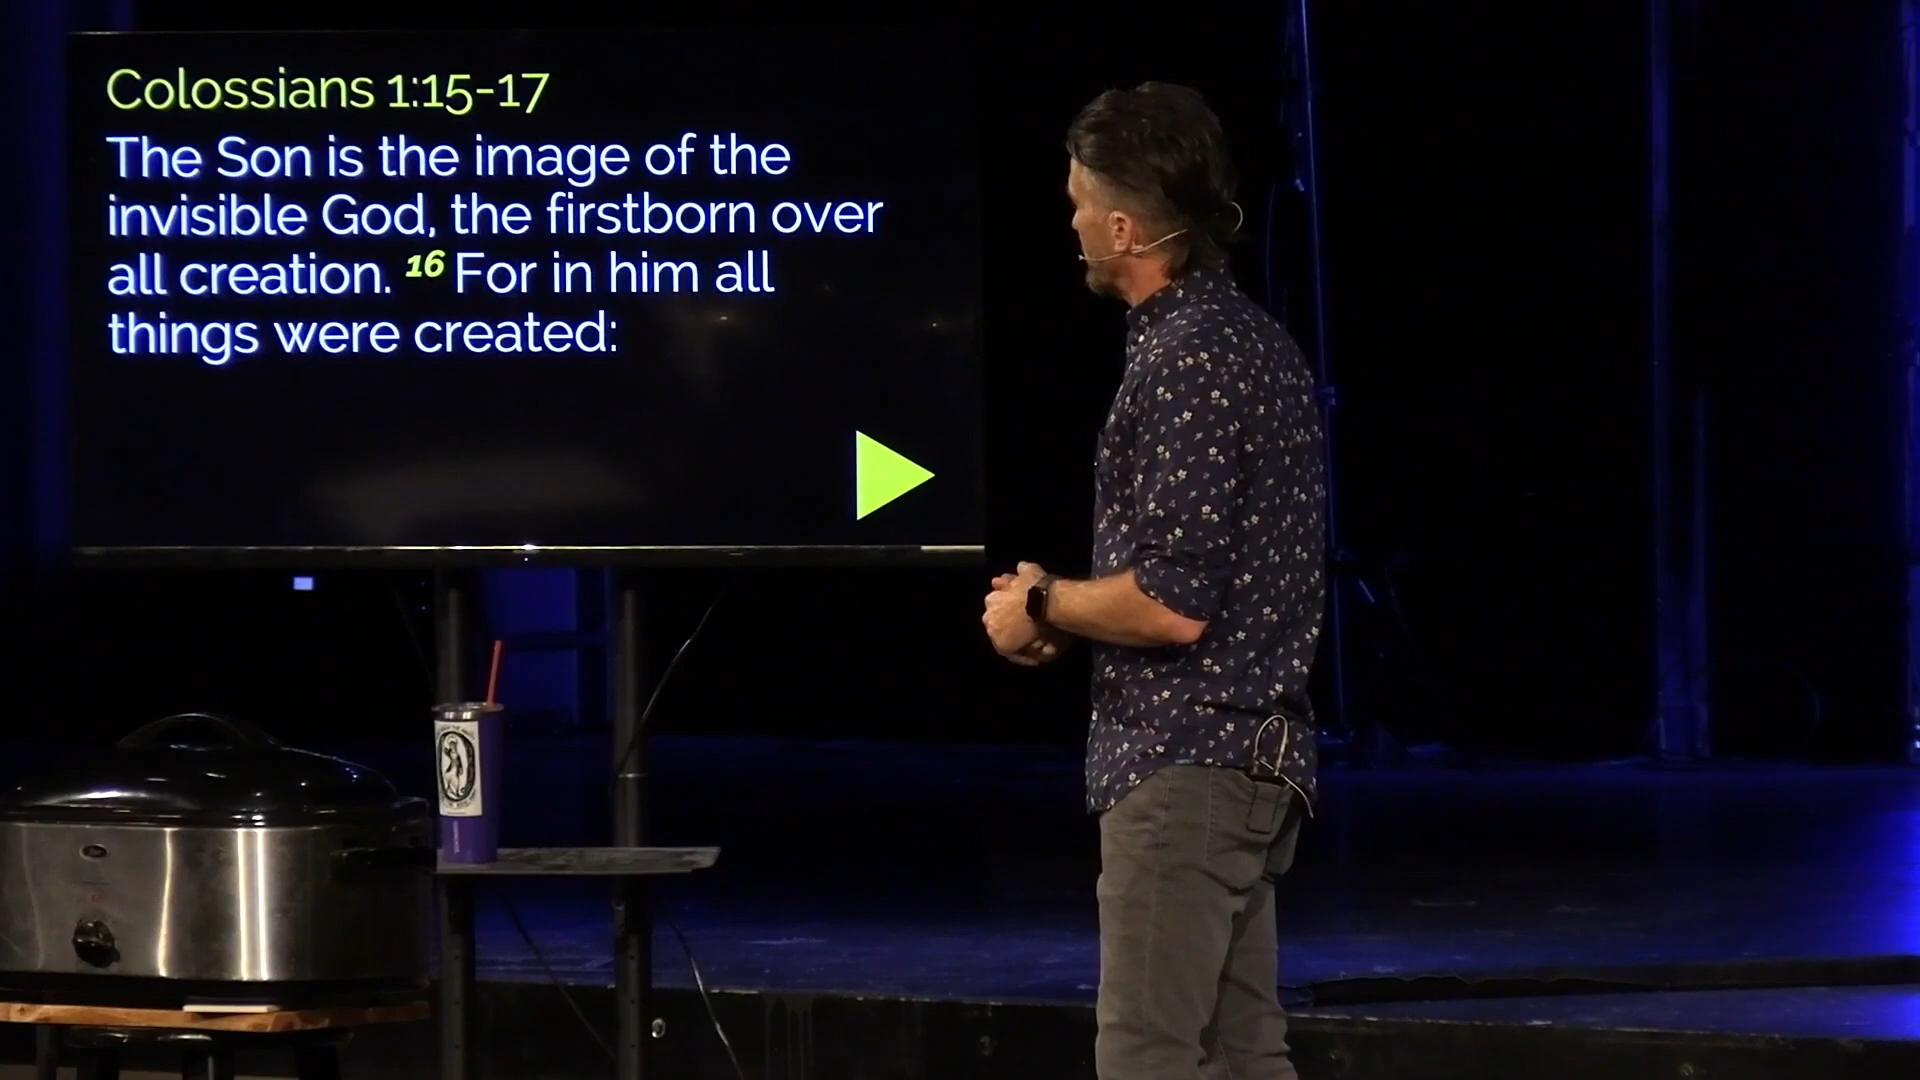 Colossians 1:15-17
The Son is the image of the
invisible God, the firstborn over
all creation. 16 For in him all
things were created: